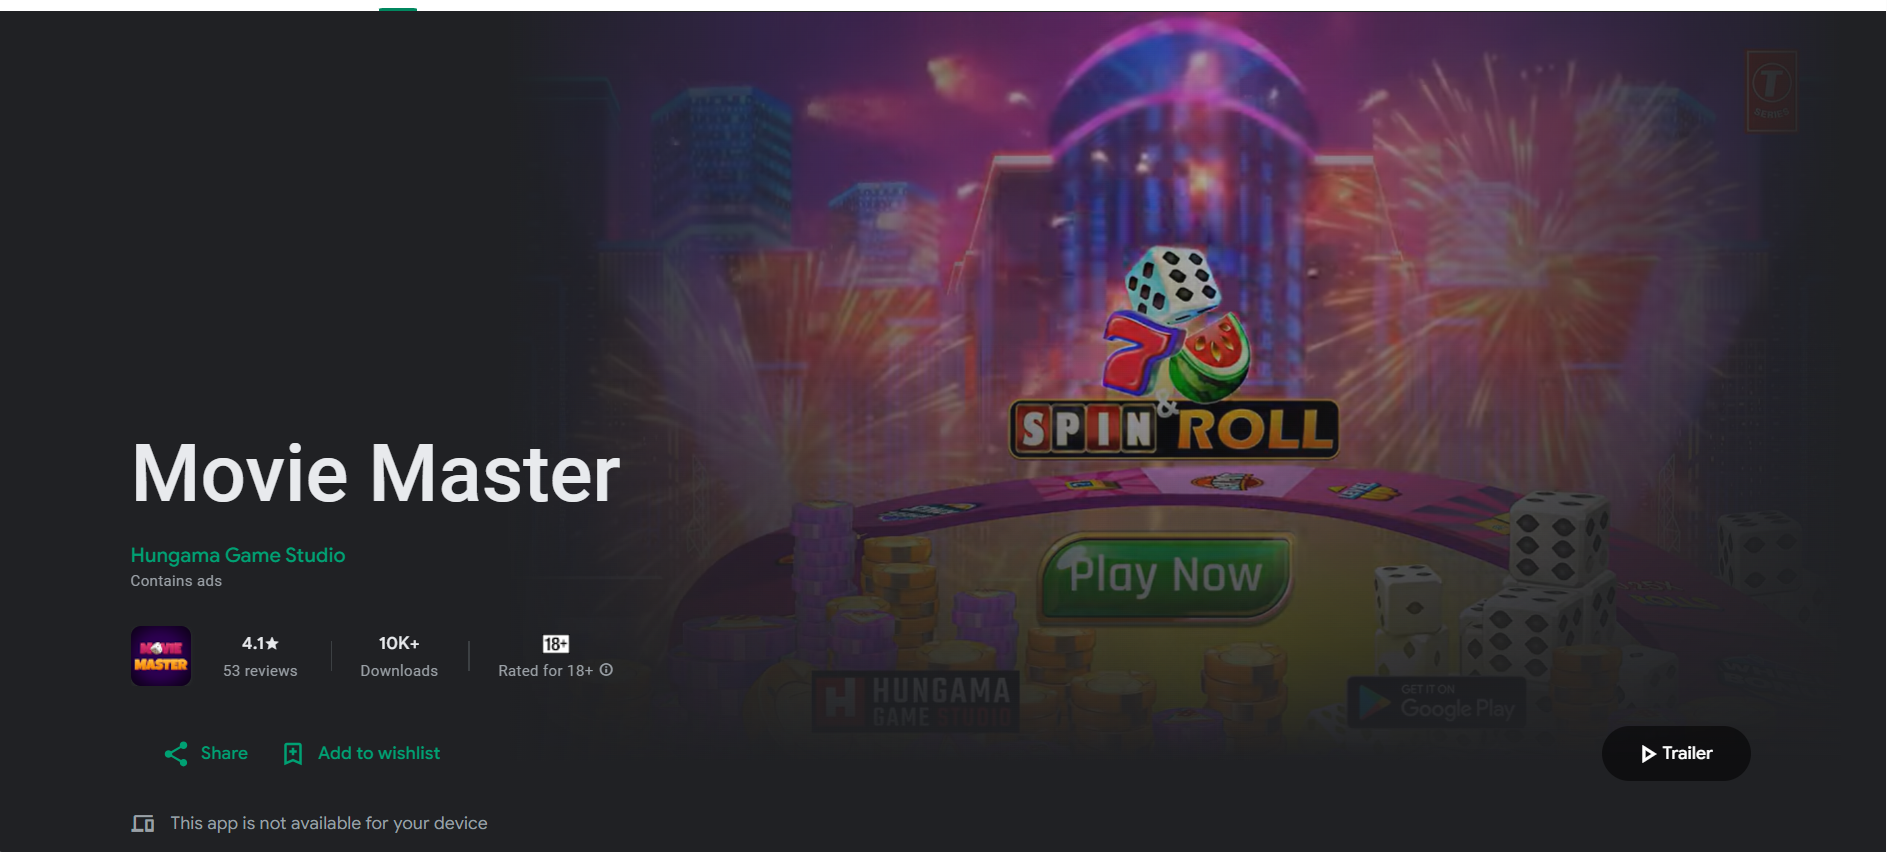 T
SERIES
7
SPIN & ROLL
Movie Master
Play Now
Hungama Game Studio
Contains ads
MOVIE
MASTER
4.1★
53 reviews
10K+
Downloads
18+
Rated for 18+
H HUNGAMA
GAME STUDIO
GET IT ON
Google Play
Share
Add to wishlist
Trailer
This app is not available for your device